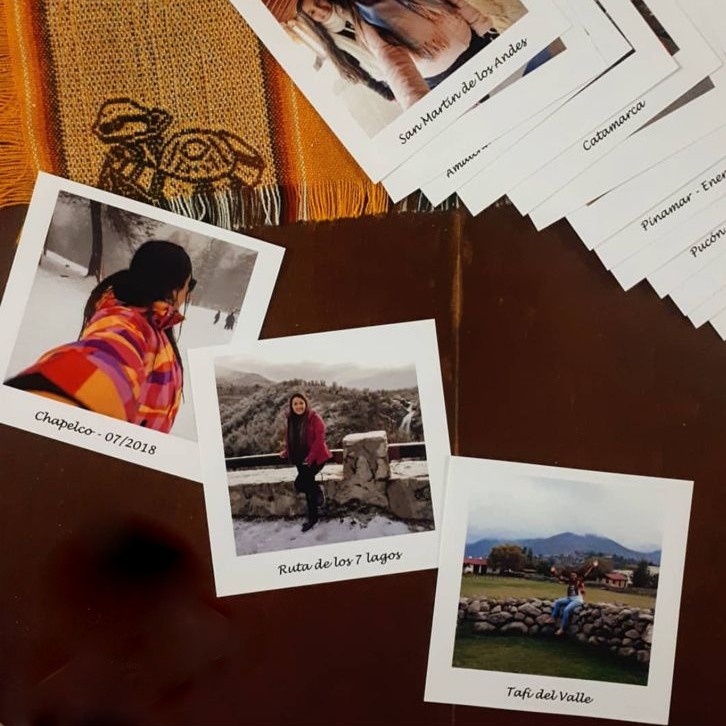 San Martín de los Andes
Catamarca
Pinamar - Ener
Pucón
Chapelco - 07/2018
Ruta de los 7 lagos
Tafí del Valle